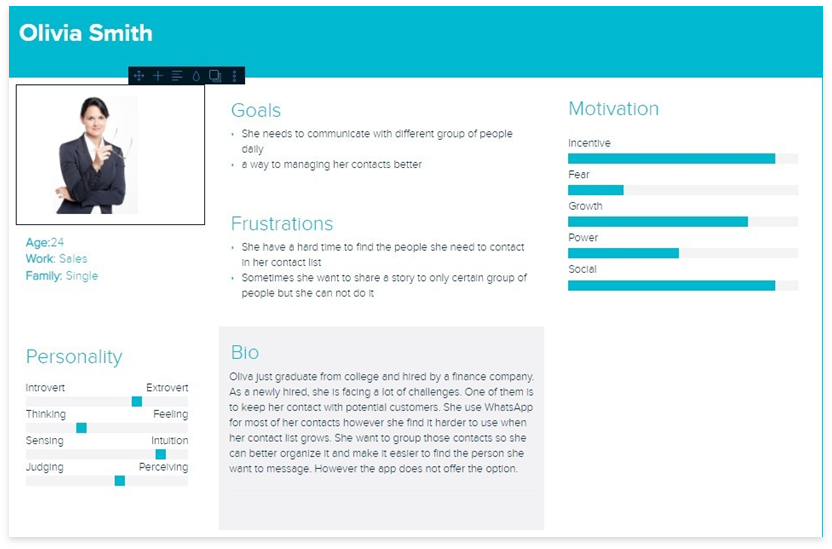 Olivia Smith
Age:24
Work: Sales
Family: Single
Personality
Introvert Extrovert
Thinking Feeling
Sensing Intuition
Judging Perceiving
Goals
She needs to communicate with different group of people
daily
a way to managing her contacts better
Frustrations
She have a hard time to find the people she need to contact
in her contact list
Sometimes she want to share a story to only certain group of
people but she can not do it
Bio
Oliva just graduate from college and hired by a finance company.
As a newly hired, she is facing a lot of challenges. One of them is
to keep her contact with potential customers. She use WhatsApp
for most of her contacts however she find it harder to use when
her contact list grows. She want to group those contacts so she
can better organize it and make it easier to find the person she
want to message. However the app does not offer the option.
Motivation
Incentive
Fear
Growth
Power
Social